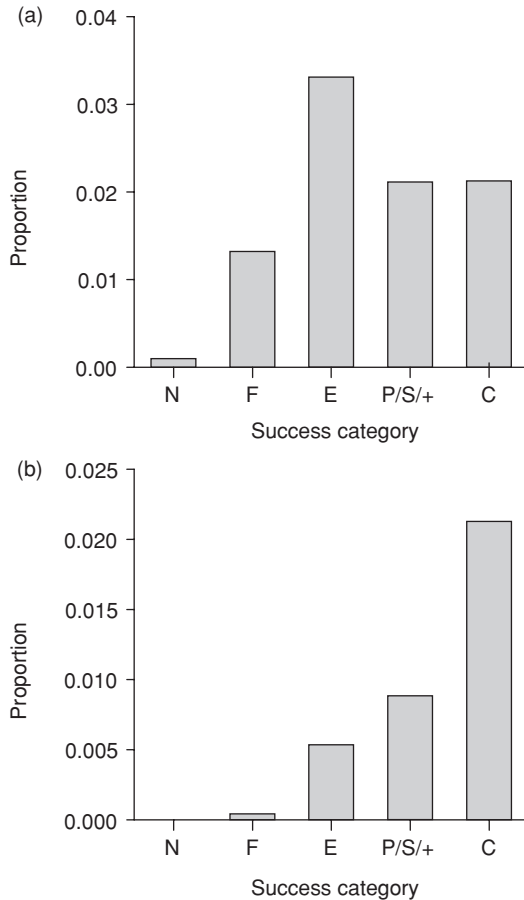 (a)
0.04
0.03
0.02
0.01
0.00
Proportion
N F E P/S/+ C
Success category
(b)
0.025
0.020
0.015
0.010
0.005
0.000
Proportion
N F E P/S/+ C
Success category